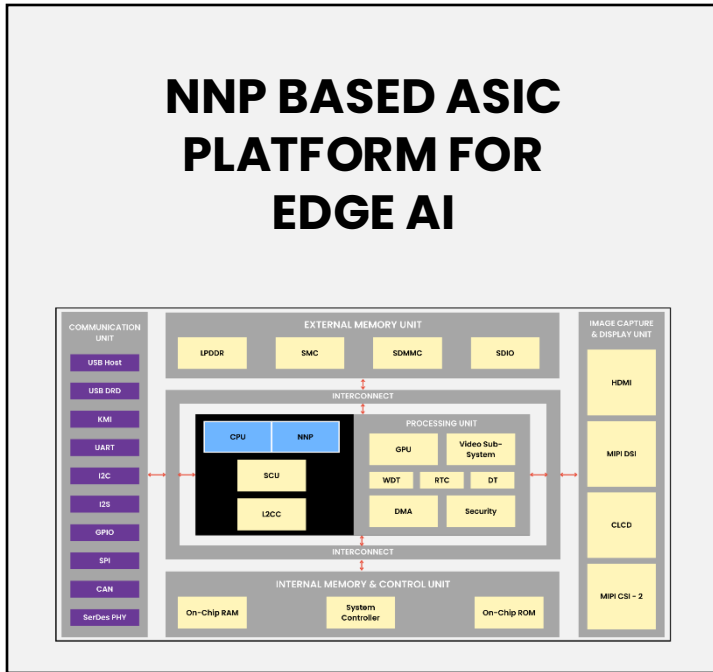 NNP BASED ASIC
PLATFORM FOR
EDGE AI
COMMUNICATION
UNIT
USB Host
USB DRD
KMI
UART
I2C
I2S
GPIO
SPI
CAN
SerDes PHY
EXTERNAL MEMORY UNIT
LPDDR
SMC
SDMMC
SDIO
INTERCONNECT
CPU
NNP
SCU
L2CC
PROCESSING UNIT
GPU
Video Sub-
System
WDT
RTC
DT
DMA
Security
INTERCONNECT
INTERNAL MEMORY & CONTROL UNIT
On-Chip RAM
System
Controller
On-Chip ROM
IMAGE CAPTURE
& DISPLAY UNIT
HDMI
MIPI DSI
CLCD
MIPI CSI - 2